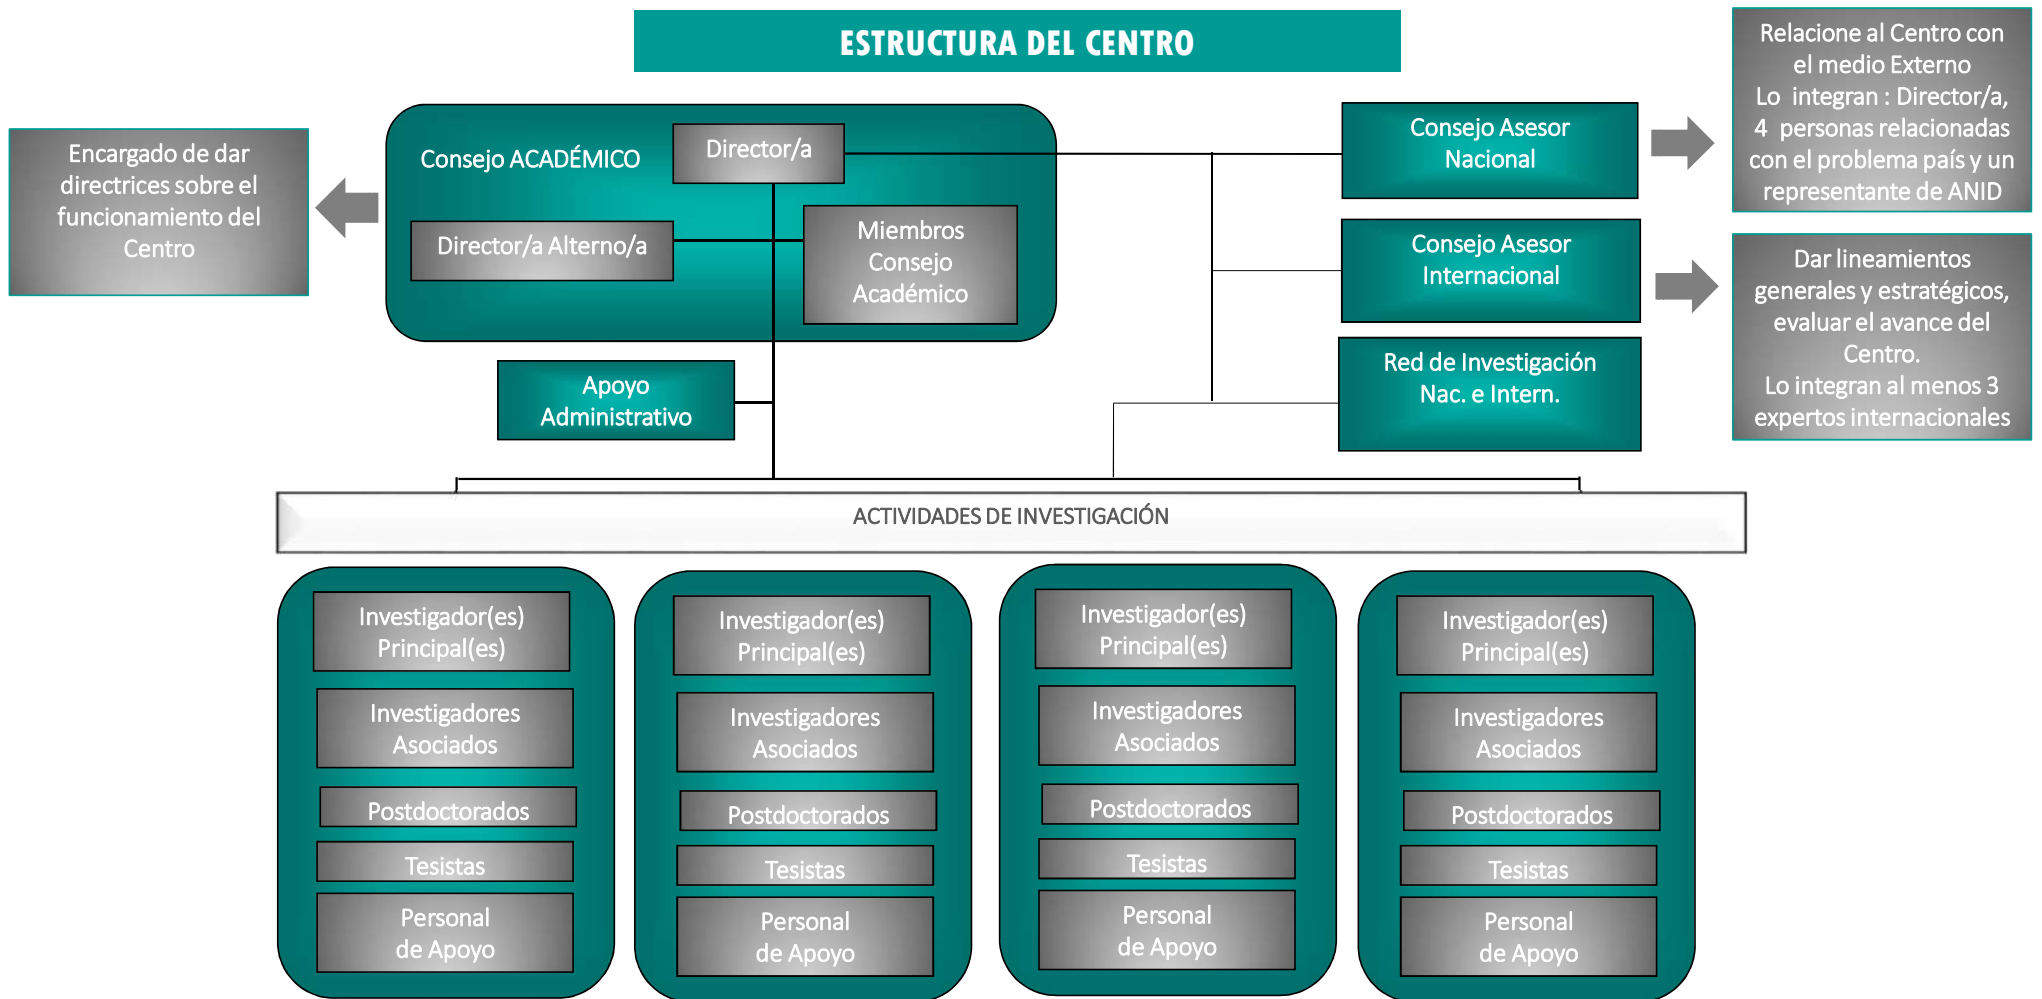 ESTRUCTURA DEL CENTRO
Encargado de dar
directrices sobre el
funcionamiento del
Centro
Consejo ACADÉMICO
Director/a
Director/a Alterno/a
Miembros
Consejo
Académico
Apoyo
Administrativo
Consejo Asesor
Nacional
Relacione al Centro con
el medio Externo
Lo integran : Director/a,
4 personas relacionadas
con el problema país y un
representante de ANID
Consejo Asesor
Internacional
Dar lineamientos
generales y estratégicos,
evaluar el avance del
Centro.
Lo integran al menos 3
expertos internacionales
Red de Investigación
Nac. e Intern.
ACTIVIDADES DE INVESTIGACIÓN
Investigador(es)
Principal(es)
Investigadores
Asociados
Postdoctorados
Tesistas
Personal
de Apoyo
Investigador(es)
Principal(es)
Investigadores
Asociados
Postdoctorados
Tesistas
Personal
de Apoyo
Investigador(es)
Principal(es)
Investigadores
Asociados
Postdoctorados
Tesistas
Personal
de Apoyo
Investigador(es)
Principal(es)
Investigadores
Asociados
Postdoctorados
Tesistas
Personal
de Apoyo